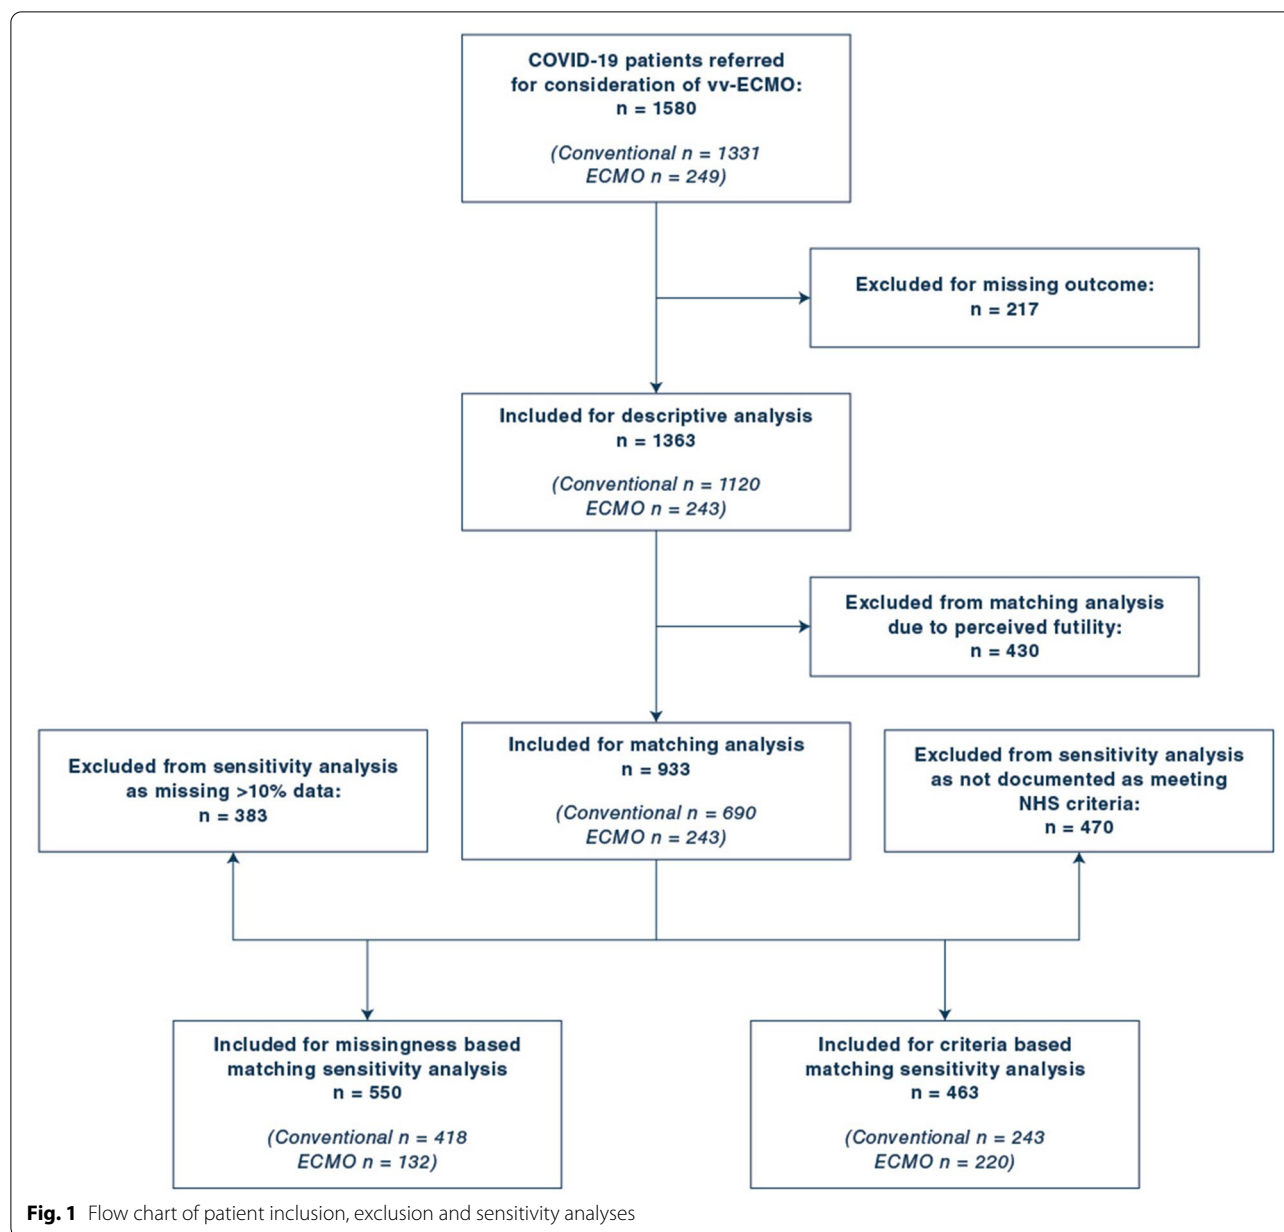 COVID-19 patients referred
for consideration of vv-ECMO:
n = 1580
(Conventional n = 1331
ECMO n = 249)
Excluded for missing outcome:
n = 217
Included for descriptive analysis
n = 1363
(Conventional n = 1120
ECMO n = 243)
Excluded from matching analysis
due to perceived futility:
n = 430
Excluded from sensitivity analysis
as missing >10% data:
n = 383
Included for matching analysis
n = 933
(Conventional n = 690
ECMO n = 243)
Excluded from sensitivity analysis
as not documented as meeting
NHS criteria:
n = 470
Included for missingness based
matching sensitivity analysis
n = 550
(Conventional n = 418
ECMO n = 132)
Included for criteria based
matching sensitivity analysis
n = 463
(Conventional n = 243
ECMO n = 220)
Fig. 1 Flow chart of patient inclusion, exclusion and sensitivity analyses